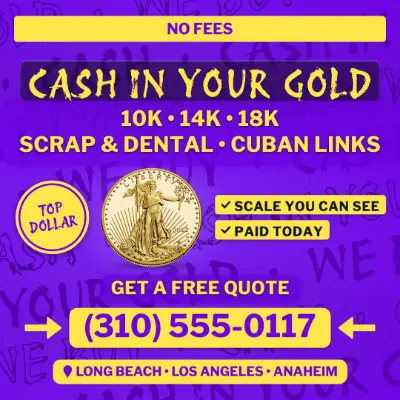 NO FEES
CASH IN YOUR GOLD
10K • 14K • 18K
SCRAP & DENTAL • CUBAN LINKS
TOP
DOLLAR
LIBERTY
✓ SCALE YOU CAN SEE
✓ PAID TODAY
GET A FREE QUOTE
→ (310) 555-0117 ←
LONG BEACH • LOS ANGELES • ANAHEIM